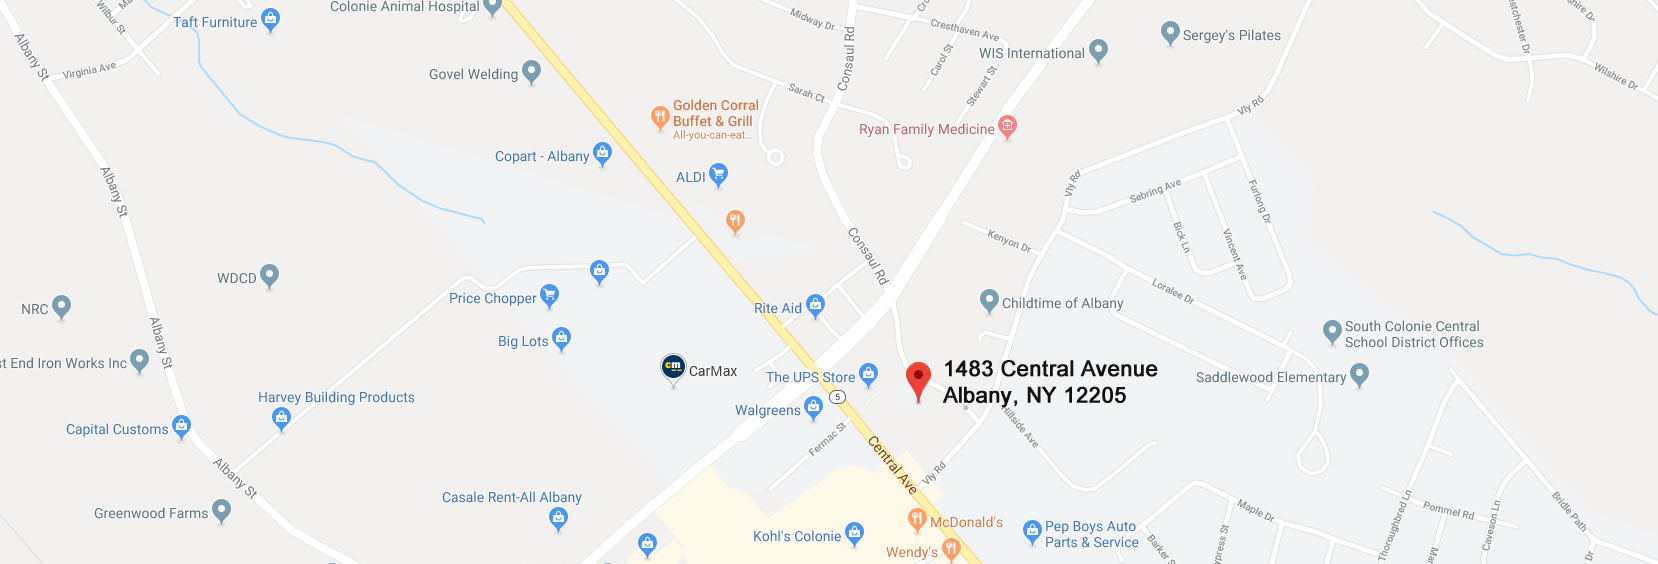 Wilbur St
Taft Furniture
Colonie Animal Hospital
Midway Dr
Consaul Rd
Cresthaven Ave
Carol St
Stewart St
WIS International
Sergey's Pilates
Wilshire Dr
Albany St
Virginia Ave
Govel Welding
Golden Corral
Buffet & Grill
All-you-can-eat...
Sarah Ct
Ryan Family Medicine
Vly Rd
Copart - Albany
ALDI
Albany St
Vly Rd
Sebring Ave
Furlong Dr
Bick Ln
Vincent Ave
Kenyon Dr
Consaul Rd
Loralee Dr
WDCD
NRC
Price Chopper
Rite Aid
Childtime of Albany
South Colonie Central
School District Offices
Albany St
st End Iron Works Inc
Big Lots
cm
CarMax
The UPS Store
1483 Central Avenue
Albany, NY 12205
Saddlewood Elementary
5
Harvey Building Products
Capital Customs
Walgreens
Fermac St
Hillside Ave
Central Ave
Vly Rd
Albany St
Casale Rent-All Albany
Greenwood Farms
Kohl's Colonie
McDonald's
Wendy's
Pep Boys Auto
Parts & Service
Maple Dr
Barker S
ypress St
Thoroughbred Ln
Pommel Rd
Caveson Ln
Bridle Path
Dr